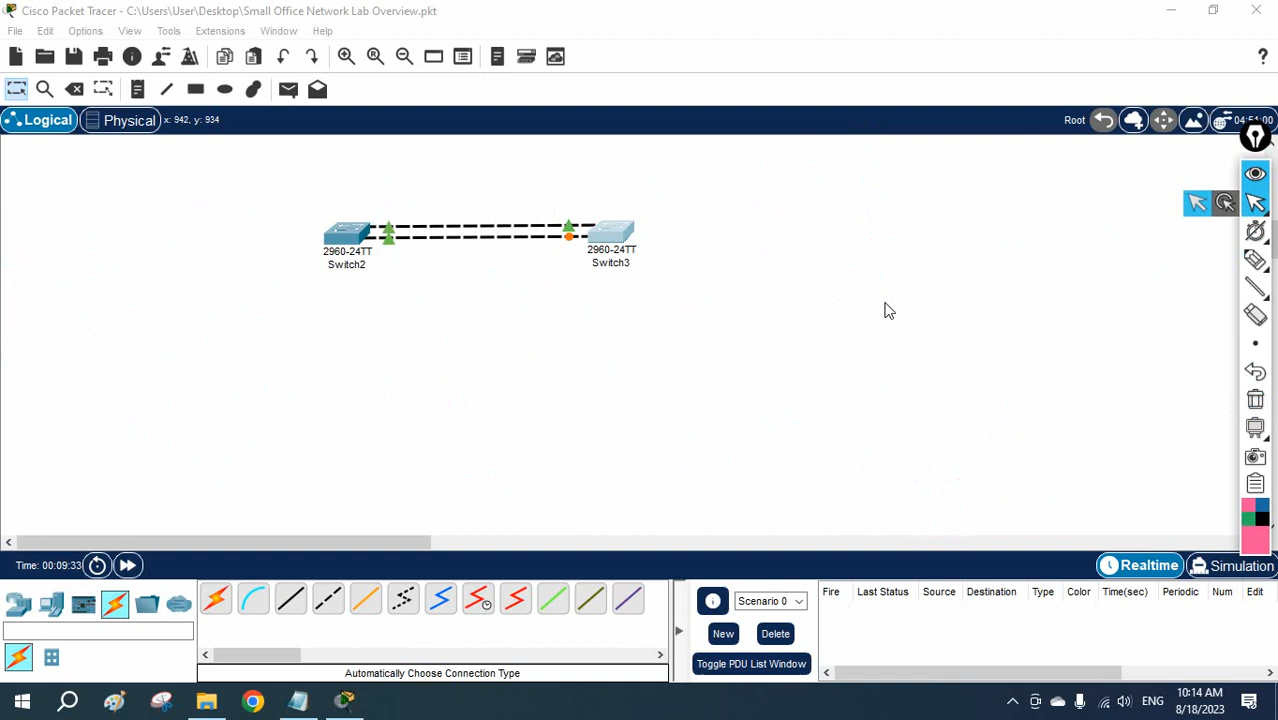 Cisco Packet Tracer - C:\Users\User\Desktop\Small Office Network Lab Overview.pkt
File Edit Options View Tools Extensions Window Help
Logical Physical x: 942, y: 934 Root 04:51:00
2960-24TT
Switch2
2960-24TT
Switch3
Time: 00:09:33 Realtime Simulation
Scenario 0
New Delete
Toggle PDU List Window
Fire Last Status Source Destination Type Color Time(sec) Periodic Num Edit
Automatically Choose Connection Type
ENG
10:14 AM
8/18/2023